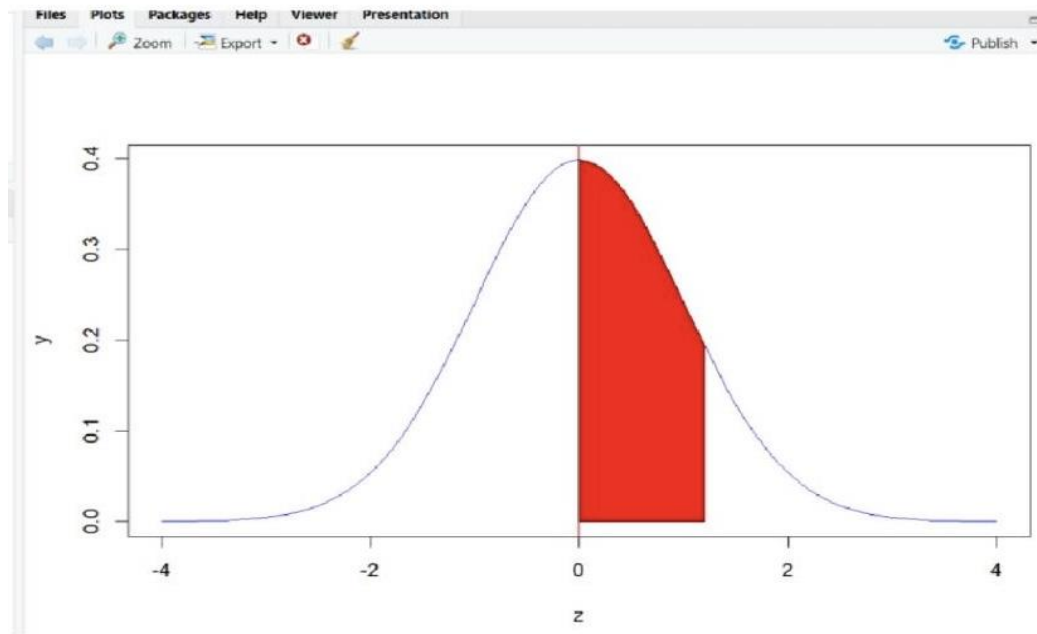 Files Plots Packages Help Viewer Presentation
Zoom Export Publish
0.4
0.3
0.2
0.1
0.0
y
-4 -2 0 2 4
z